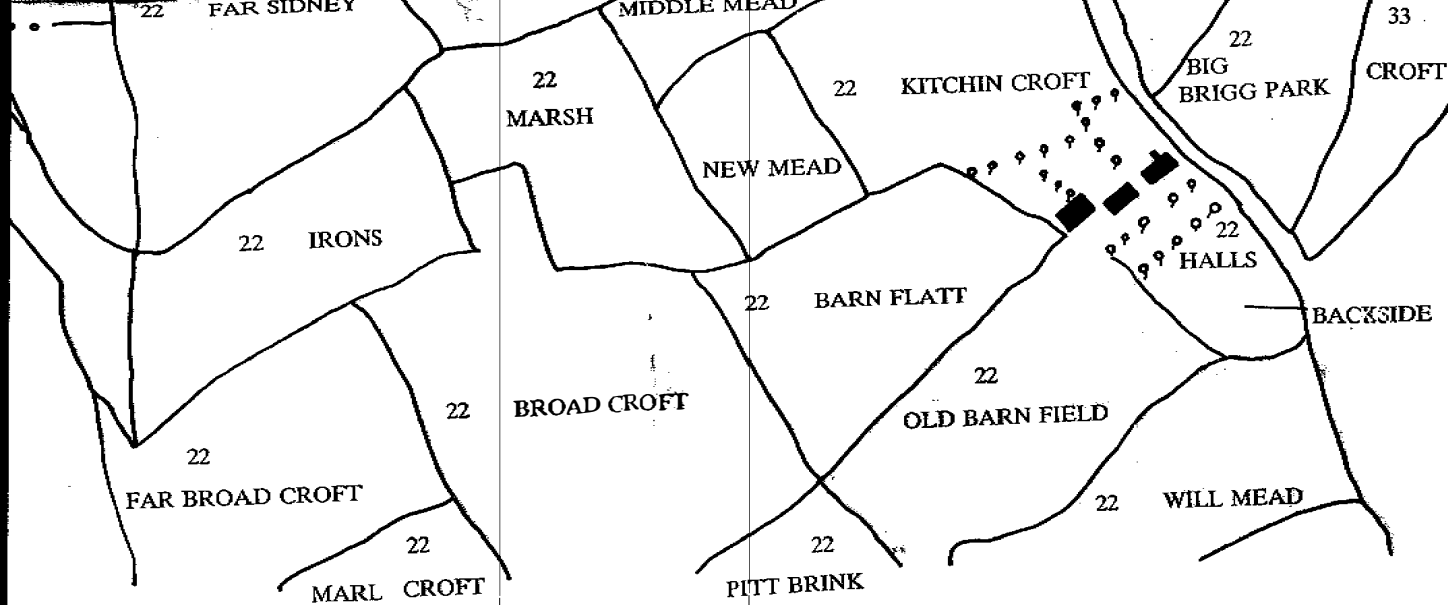 22 FAR SIDNEY
MIDDLE MEAD
33
22
BIG
BRIGG PARK
CROFT
22
MARSH
22 KITCHIN CROFT
NEW MEAD
22 IRONS
22
HALLS
22 BARN FLATT
BACKSIDE
22
OLD BARN FIELD
22 BROAD CROFT
22
FAR BROAD CROFT
22 WILL MEAD
22
MARL CROFT
22
PITT BRINK